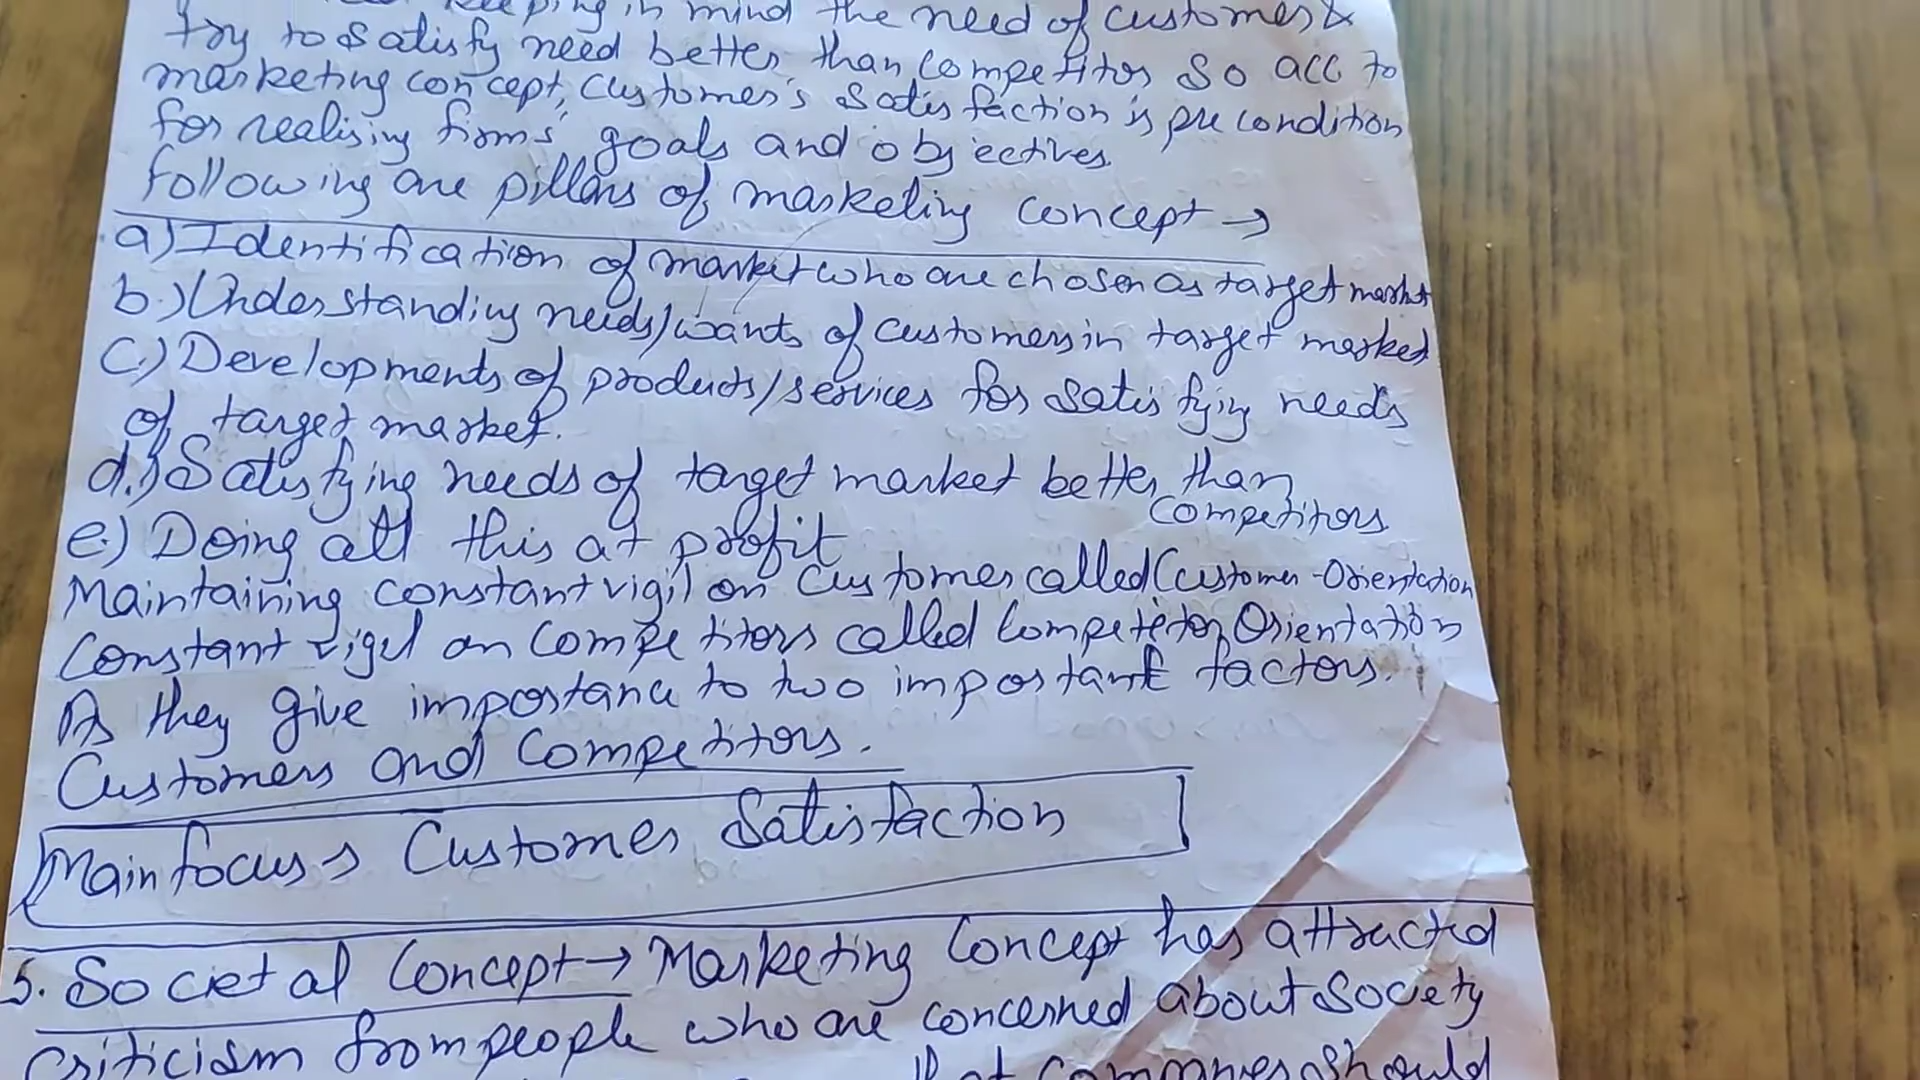 keeping in mind the need of customers &
try to satisfy need better than competitors So acc to
marketing concept, Customer's Satisfaction is pre condition
for realising firms' goals and objectives.
following are pillars of marketing concept →
a) Identification of market who are chosen as target market
b.) Understanding needs/wants of customers in target market
C.) Developments of products/services for satisfying needs
of target market.
d.) Satisfying needs of target market better than
competitors
e.) Doing all this at profit
Maintaining constant vigil on Customer called Customer-Orientation
Constant vigil on Competitors called Competitor Orientation
As they give importance to two important factors.
Customers and Competitors.
Main focus → Customer Satisfaction
5. Societal Concept → Marketing Concept has attracted
criticism from people who are concerned about Society
that companies should